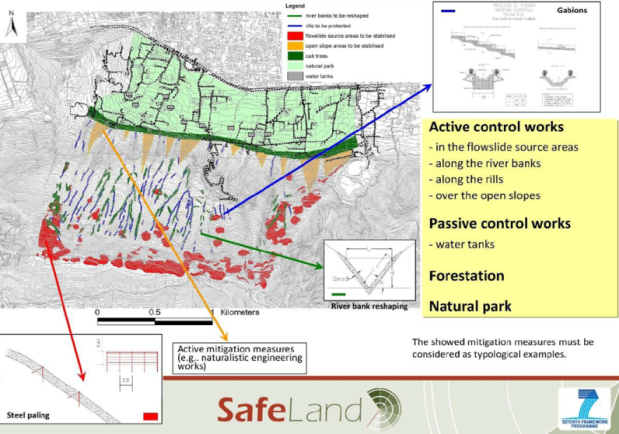 N
Legend
river banks to be reshaped
rills to be protected
flowslide source areas to be stabilised
open slope areas to be stabilised
oak trees
natural park
water tanks
Gabions
Active control works
- in the flowslide source areas
- along the river banks
- along the rills
- over the open slopes
Passive control works
- water tanks
Forestation
Natural park
River bank reshaping
0 0.5 1 Kilometers
Active mitigation measures
(e.g., naturalistic engineering
works)
The showed mitigation measures must be
considered as typological examples.
Steel paling
SafeLand
7
SEVENTH FRAMEWORK
PROGRAMME